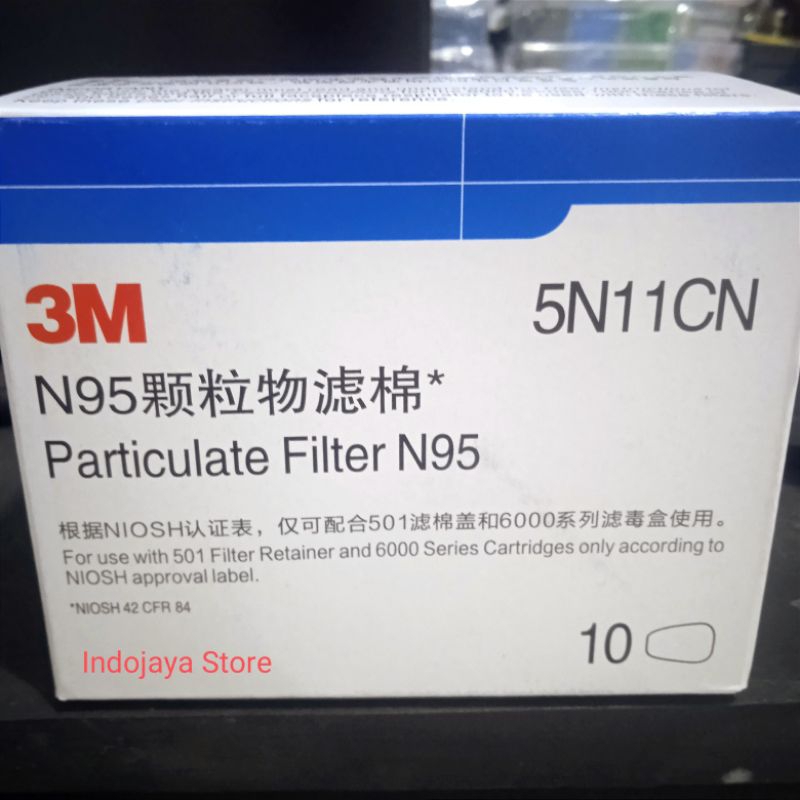 for reference
3M
5N11CN
N95颗粒物滤棉*
Particulate Filter N95
根据NIOSH认证表，仅可配合501滤棉盖和6000系列滤毒盒使用。
For use with 501 Filter Retainer and 6000 Series Cartridges only according to
NIOSH approval label.
*NIOSH 42 CFR 84
10
Indojaya Store